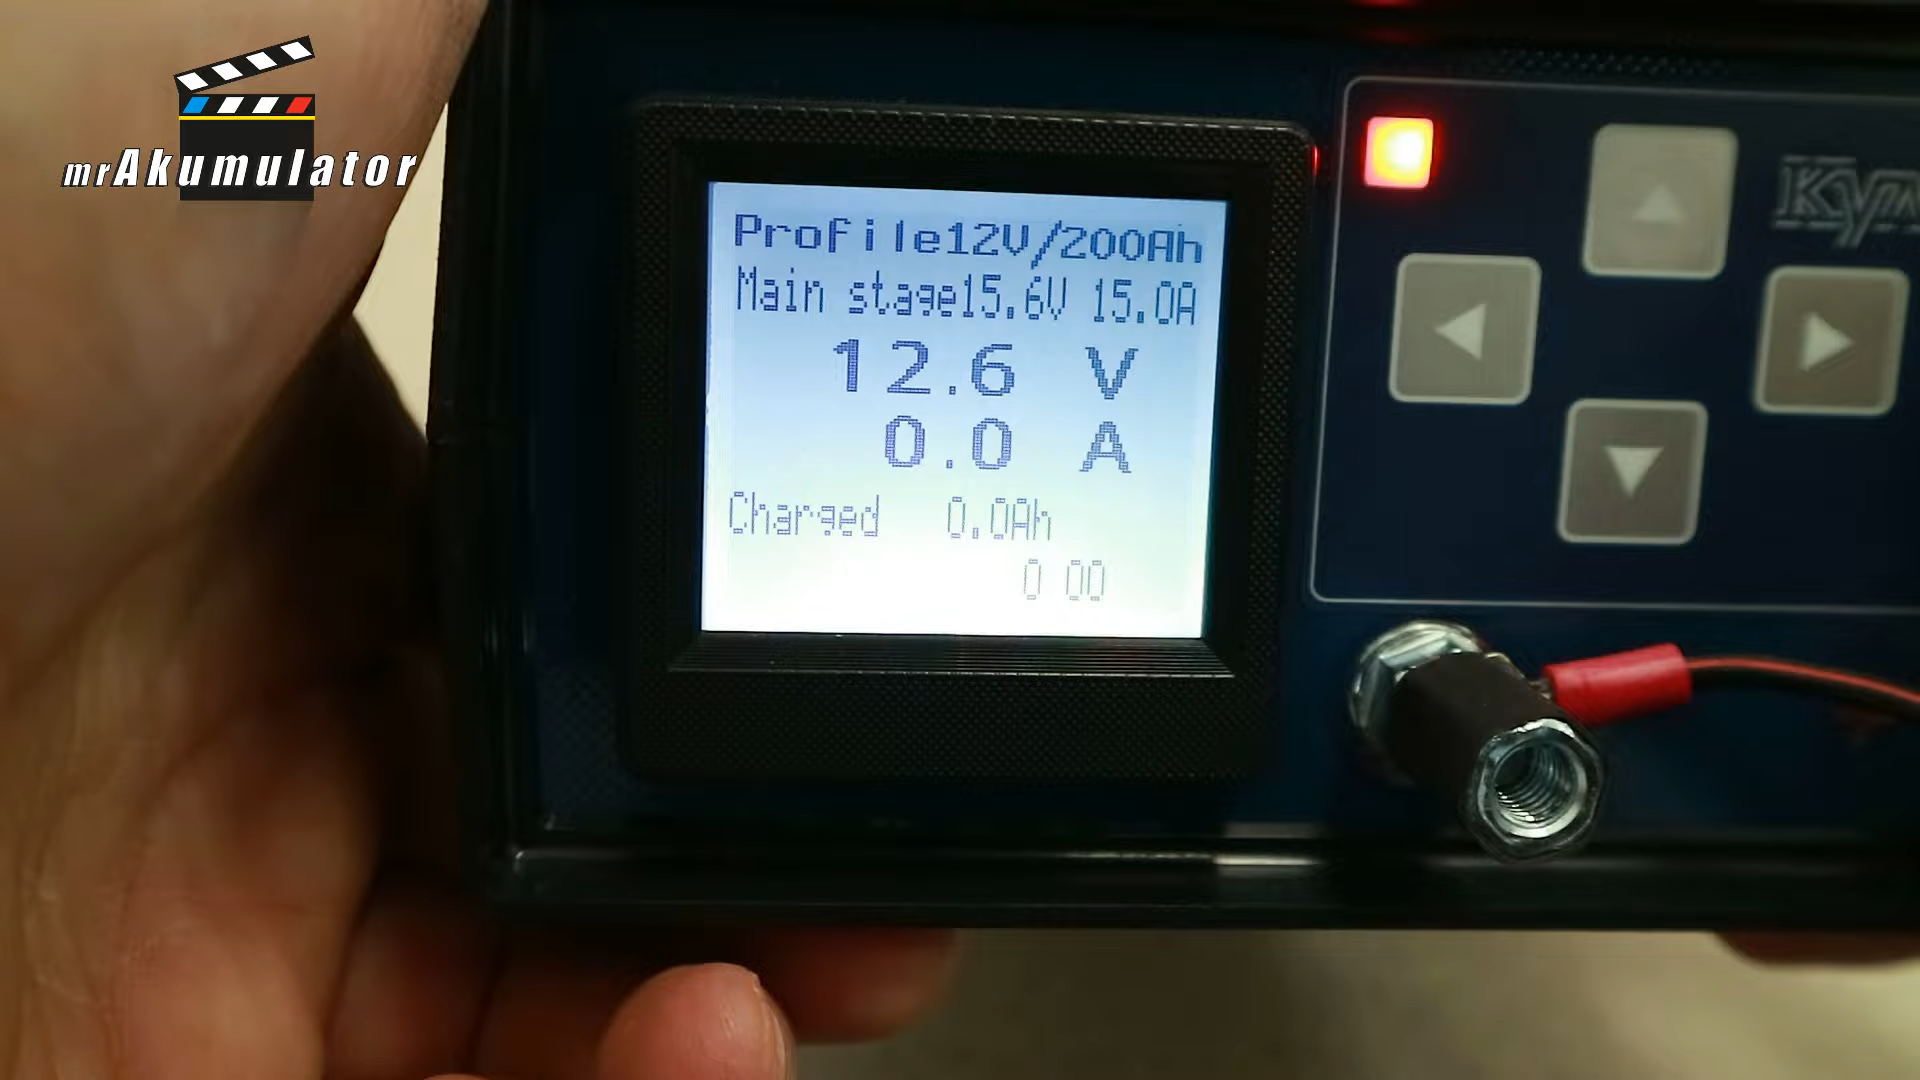 mrAkumulator
Profile12V/200Ah
Main stage15.6V 15.0A
12.6 V
0.0 A
Charged 0.0Ah
0 00